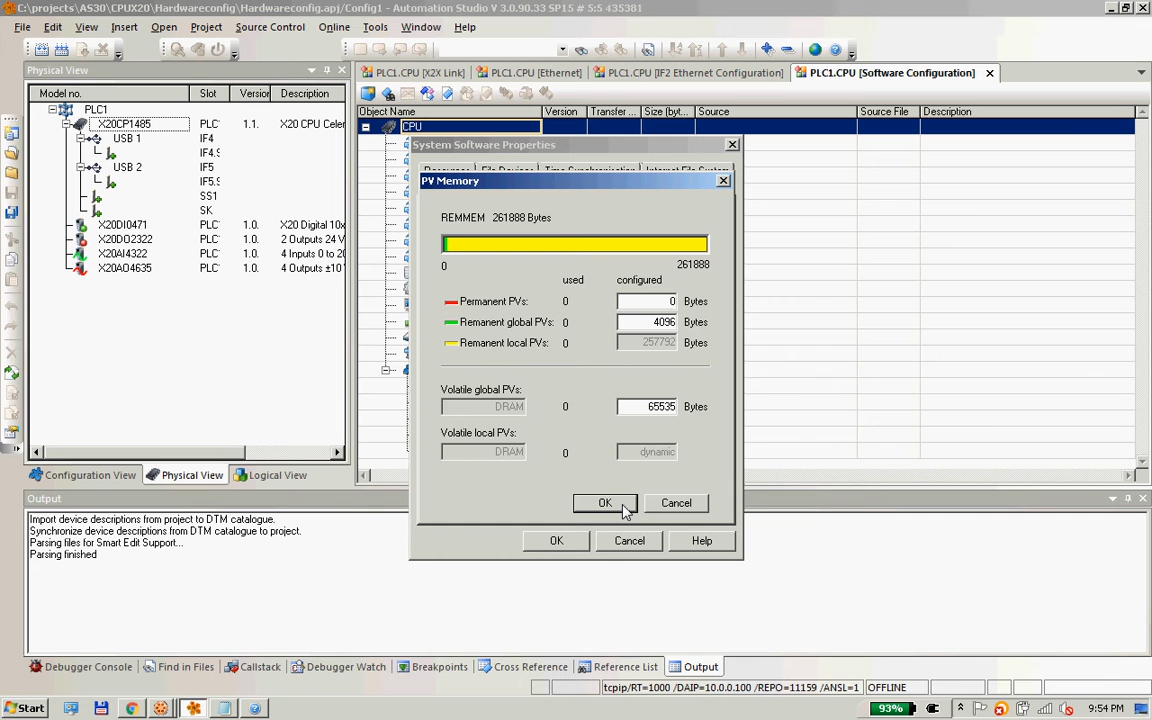 C:\projects\AS30\CPUX20\Hardwareconfig\Hardwareconfig.apj/Config1 - Automation Studio V 3.0.90.33 SP15 # 5:5 435381
File Edit View Insert Open Project Source Control Online Tools Window Help
Physical View
PLC1.CPU [X2X Link] PLC1.CPU [Ethernet] PLC1.CPU [IF2 Ethernet Configuration] PLC1.CPU [Software Configuration]
Model no. Slot Version Description
Object Name Version Transfer ... Size (byt... Source Source File Description
PLC1
X20CP1485 PLC' 1.1. X20 CPU Celer
CPU
USB 1 IF4
IF4.S
USB 2 IF5
IF5.S
SS1
SK
X20DI0471 PLC' 1.0. X20 Digital 10x
X20DO2322 PLC' 1.0. 2 Outputs 24 V
X20AI4322 PLC' 1.0. 4 Inputs 0 to 20
X20AO4635 PLC' 1.0. 4 Outputs ±10
System Software Properties
PV Memory
REMMEM 261888 Bytes
0 261888
used configured
Permanent PVs: 0 0 Bytes
Remanent global PVs: 0 4096 Bytes
Remanent local PVs: 0 257792 Bytes
Volatile global PVs:
DRAM 0 65535 Bytes
Volatile local PVs:
DRAM 0 dynamic
OK Cancel
OK Cancel Help
Configuration View Physical View Logical View
Output
Import device descriptions from project to DTM catalogue.
Synchronize device descriptions from DTM catalogue to project.
Parsing files for Smart Edit Support...
Parsing finished
Debugger Console Find in Files Callstack Debugger Watch Breakpoints Cross Reference Reference List Output
tcpip/RT=1000 /DAIP=10.0.0.100 /REPO=11159 /ANSL=1 OFFLINE
Start 93% 9:54 PM